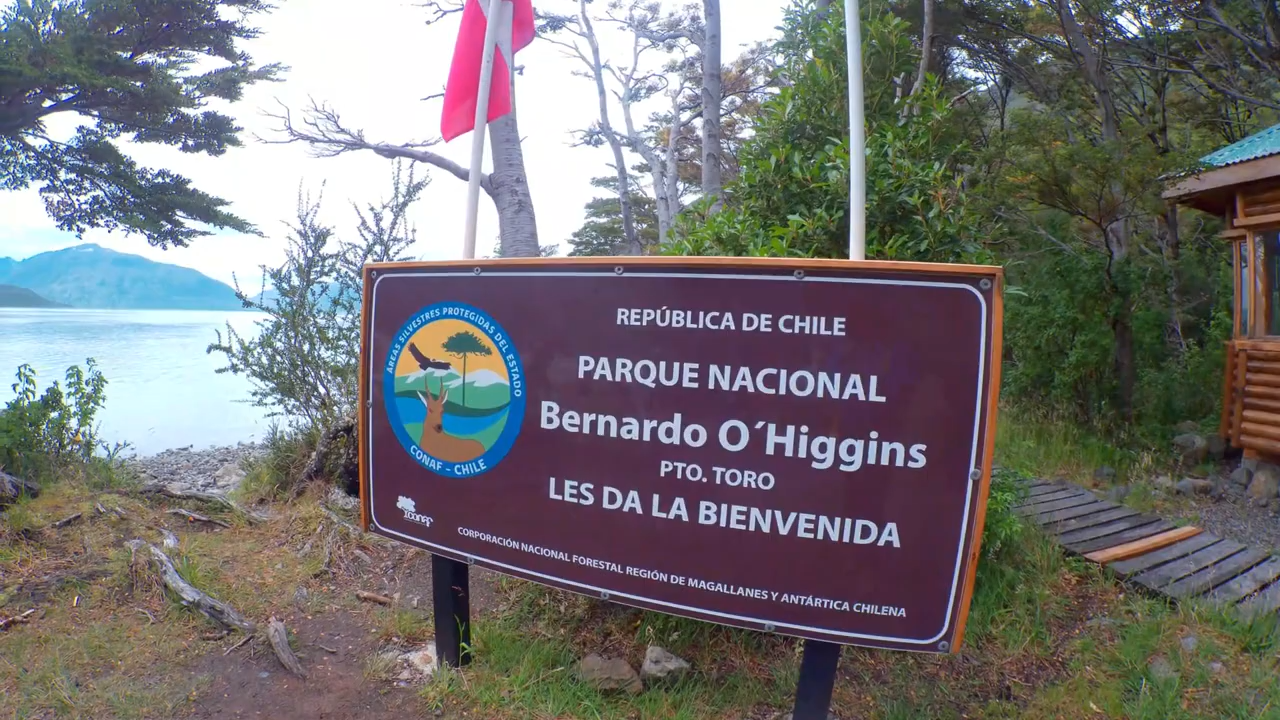 REPÚBLICA DE CHILE
PARQUE NACIONAL
Bernardo O´Higgins
PTO. TORO
LES DA LA BIENVENIDA
CORPORACIÓN NACIONAL FORESTAL REGIÓN DE MAGALLANES Y ANTÁRTICA CHILENA
AREAS SILVESTRES PROTEGIDAS DEL ESTADO
CONAF - CHILE
CONAF